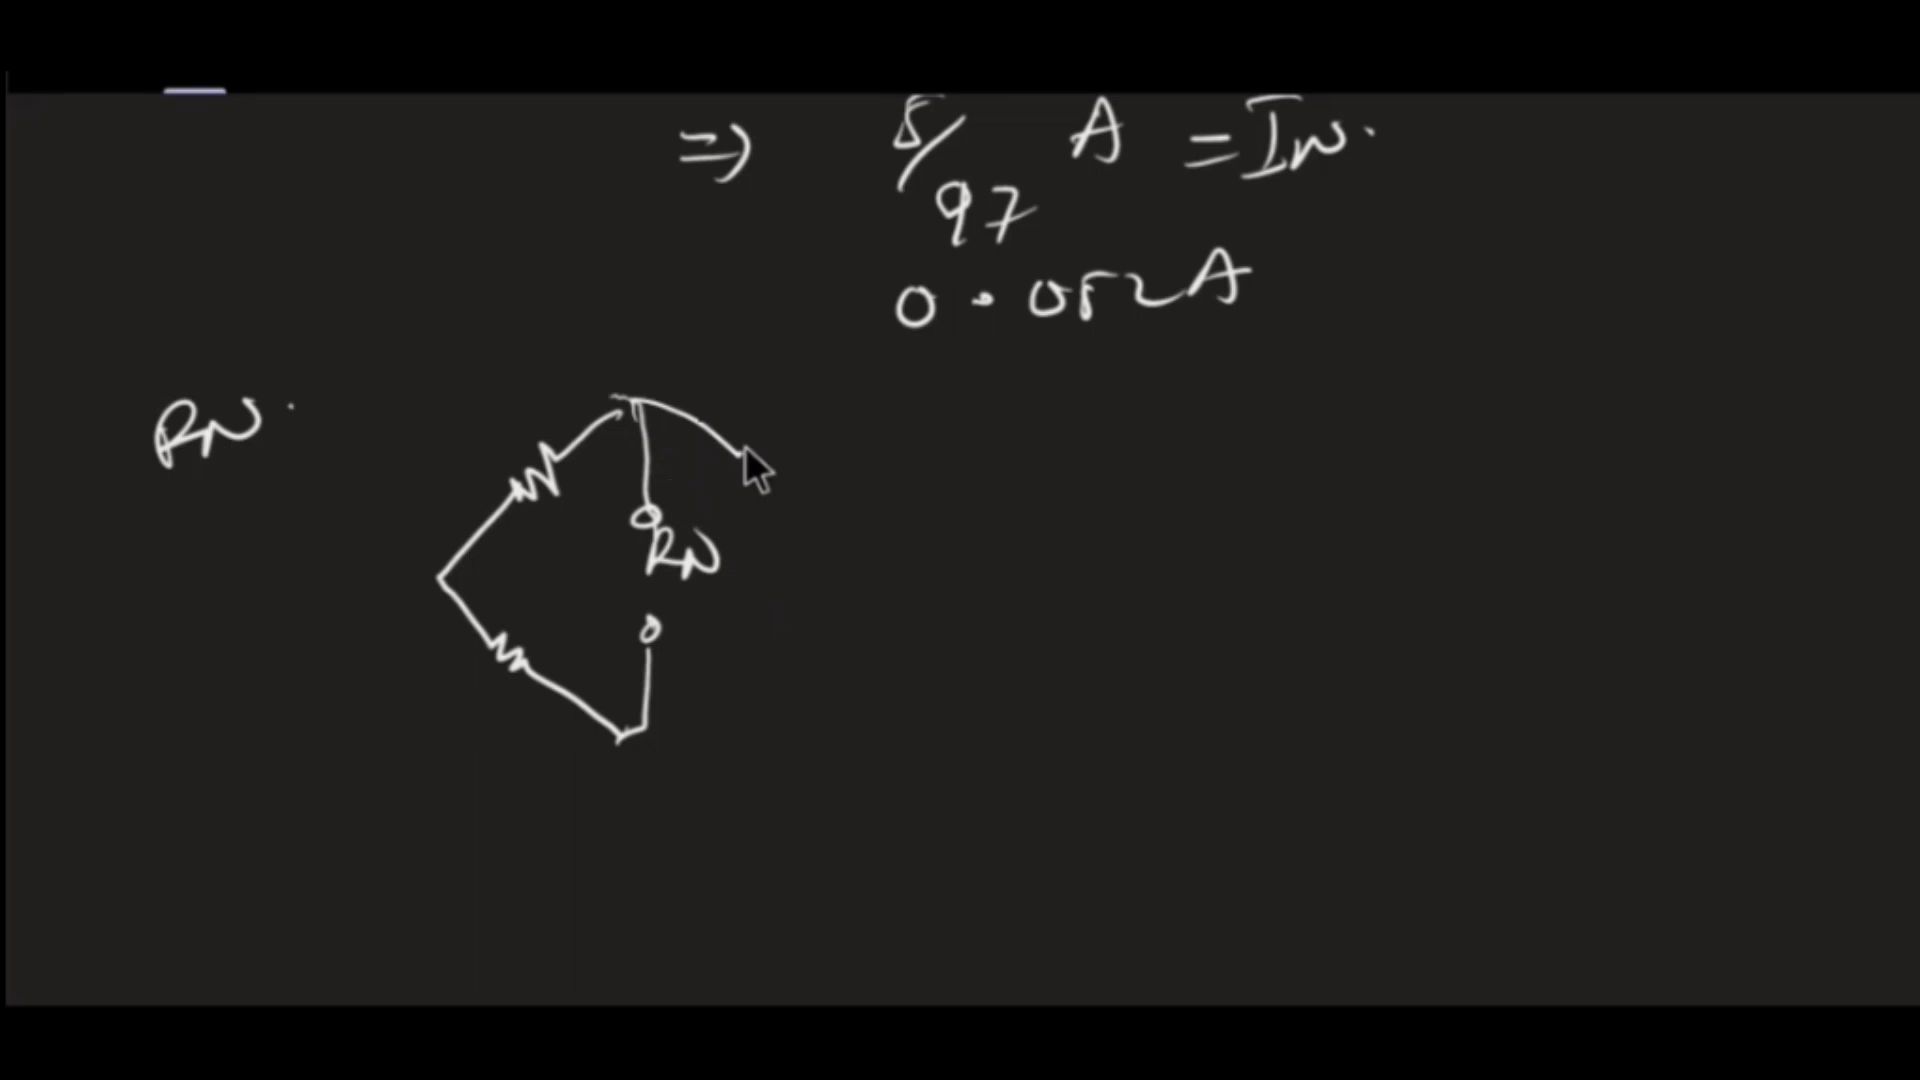 ⇒ 5/97 A = IN.
0.052A
RN.
RN